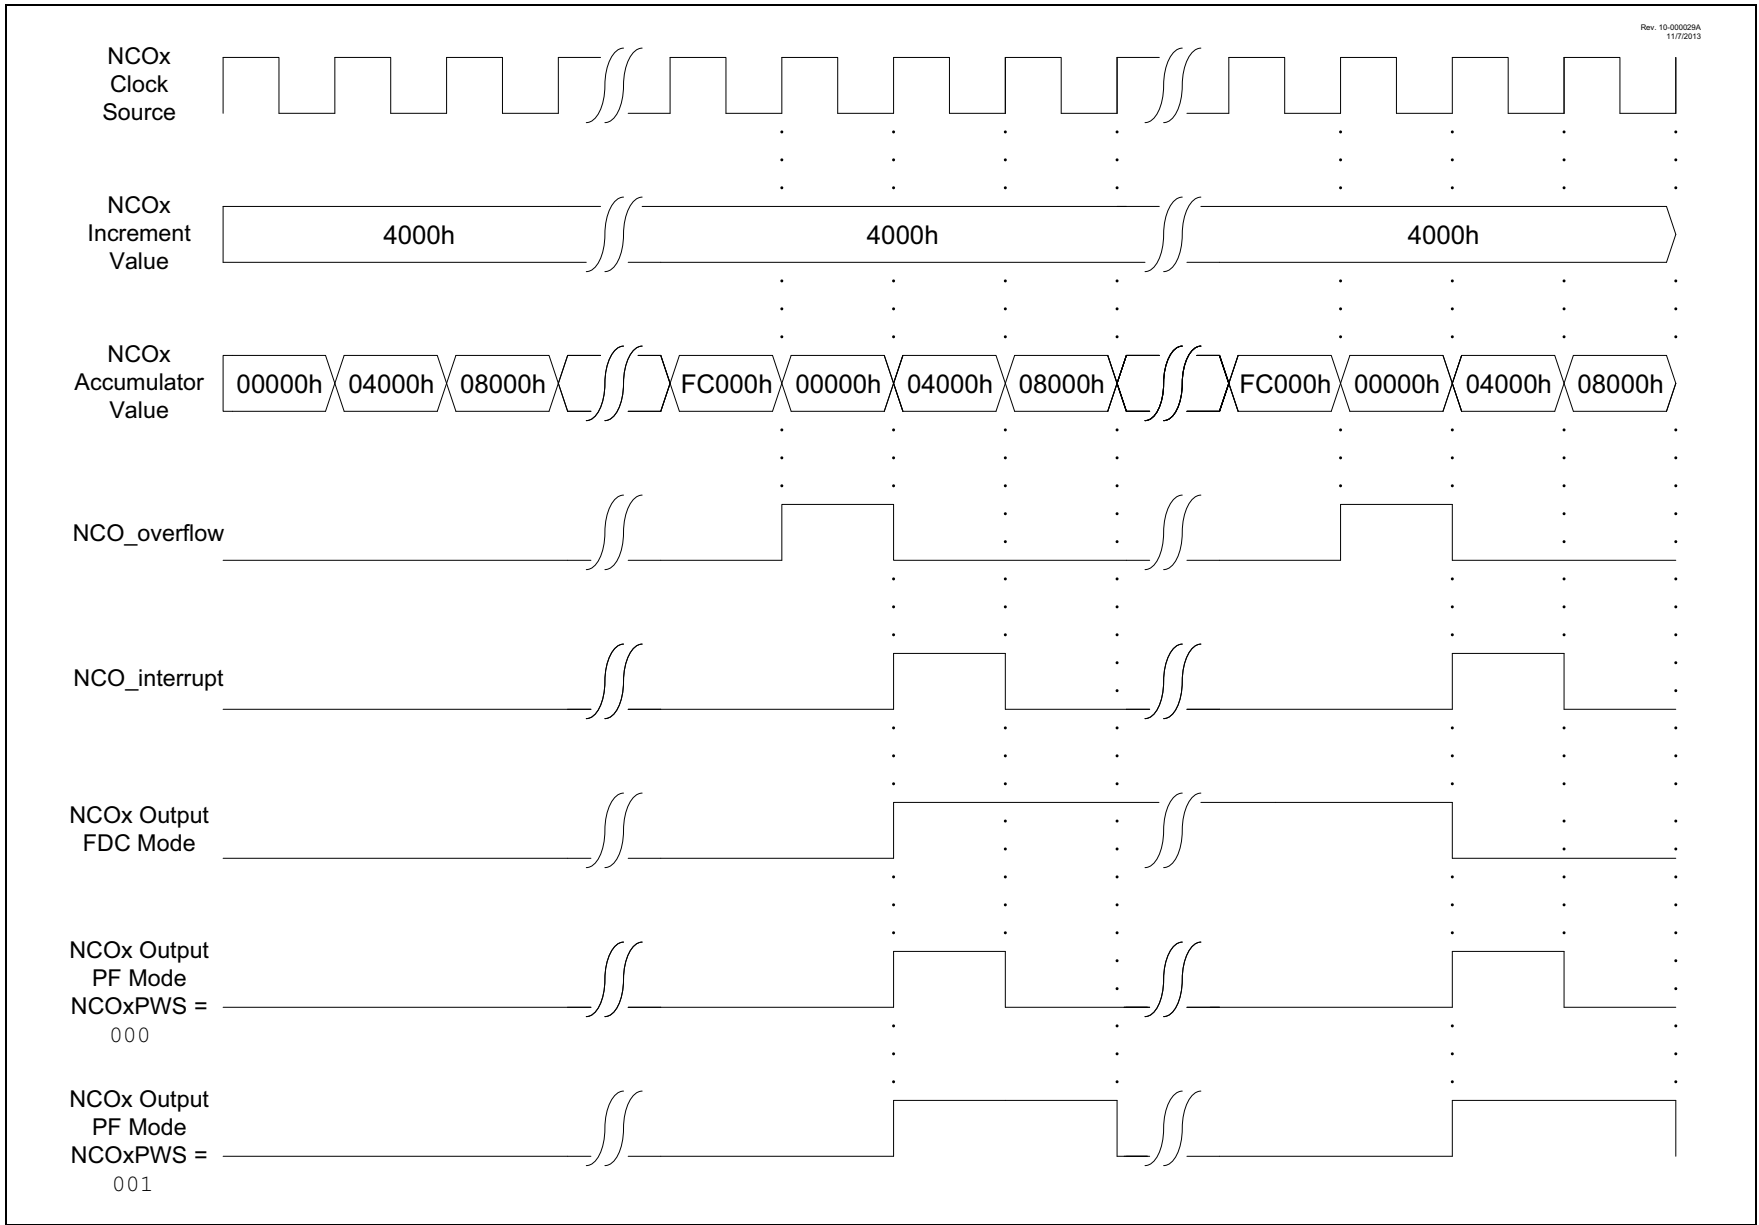 Rev. 10-000029A
11/7/2013
NCOx
Clock
Source
NCOx
Increment
Value
4000h
4000h
4000h
NCOx
Accumulator
Value
00000h
04000h
08000h
FC000h
00000h
04000h
08000h
FC000h
00000h
04000h
08000h
NCO_overflow
NCO_interrupt
NCOx Output
FDC Mode
NCOx Output
PF Mode
NCOxPWS =
000
NCOx Output
PF Mode
NCOxPWS =
001